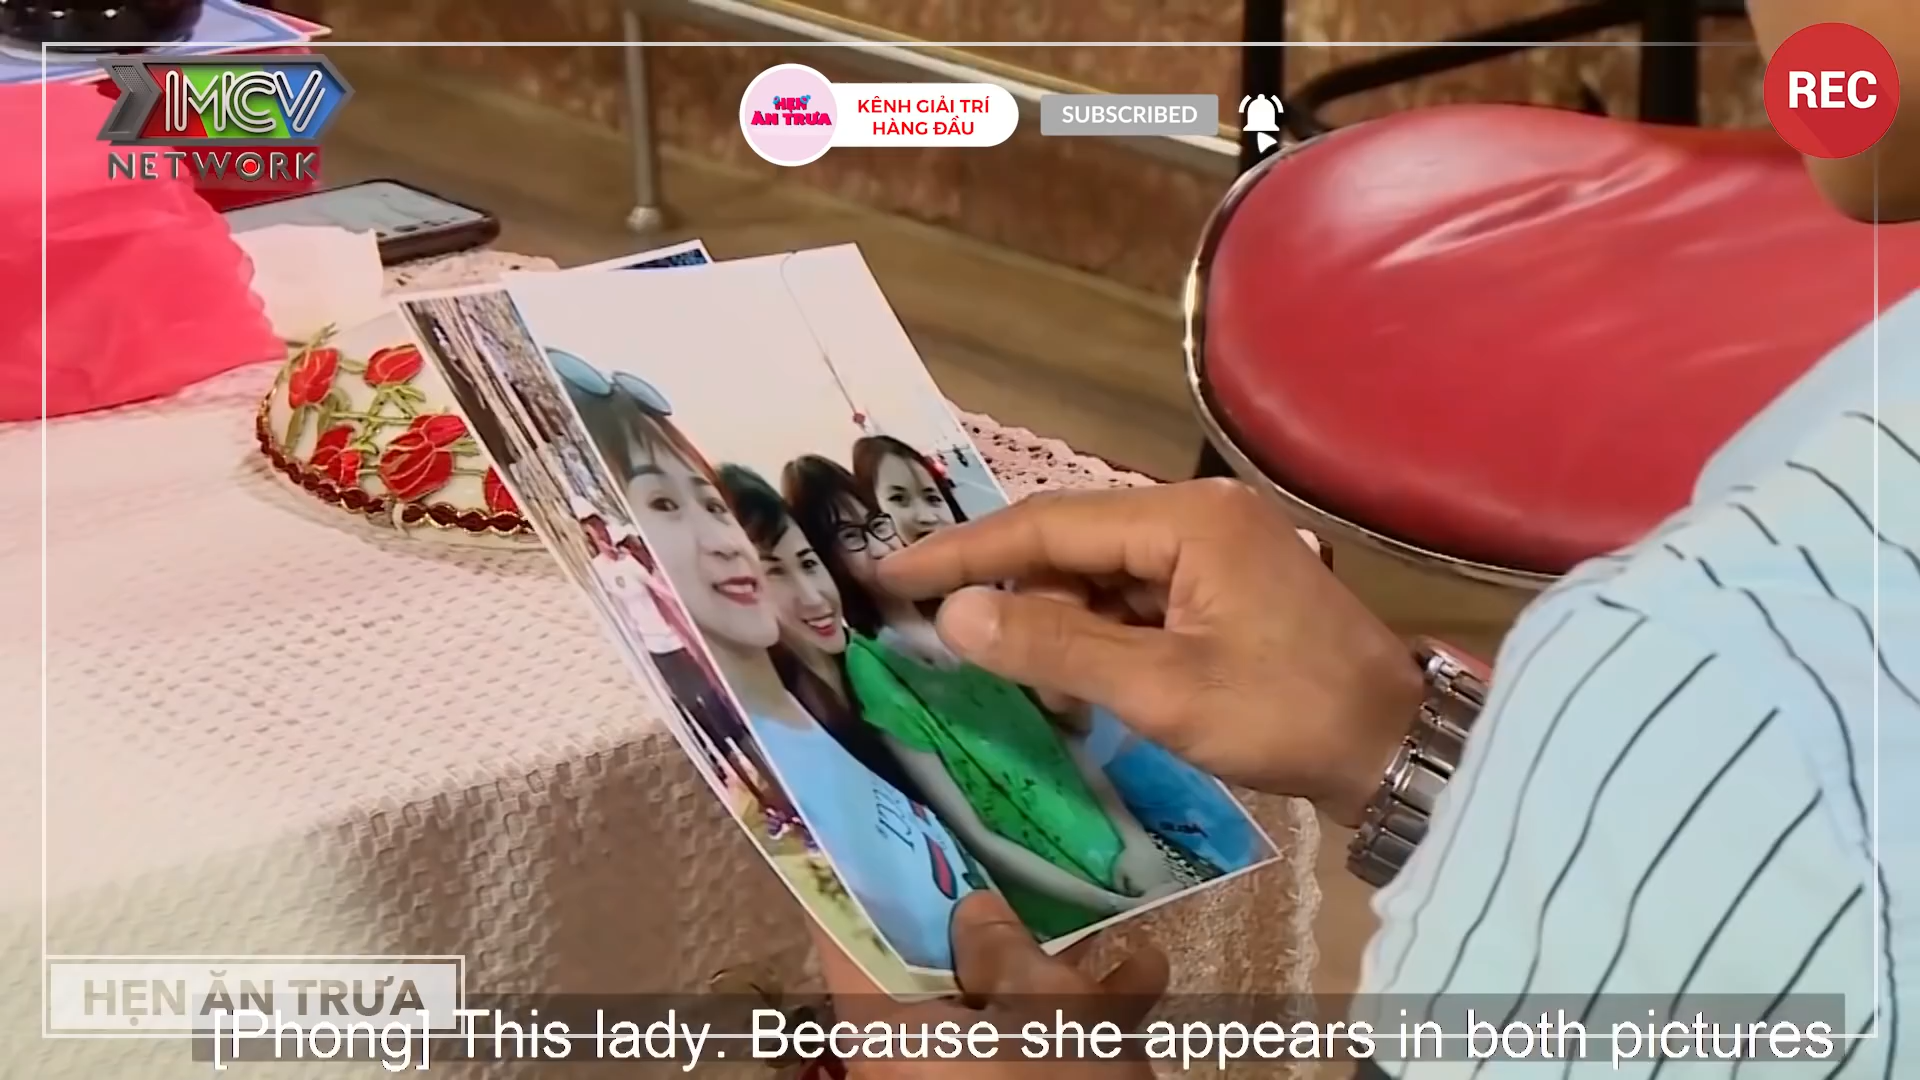 MCV
NETWORK
HẸN
ĂN TRƯA
KÊNH GIẢI TRÍ
HÀNG ĐẦU
SUBSCRIBED
REC
HẸN ĂN TRƯA
[Phong] This lady. Because she appears in both pictures